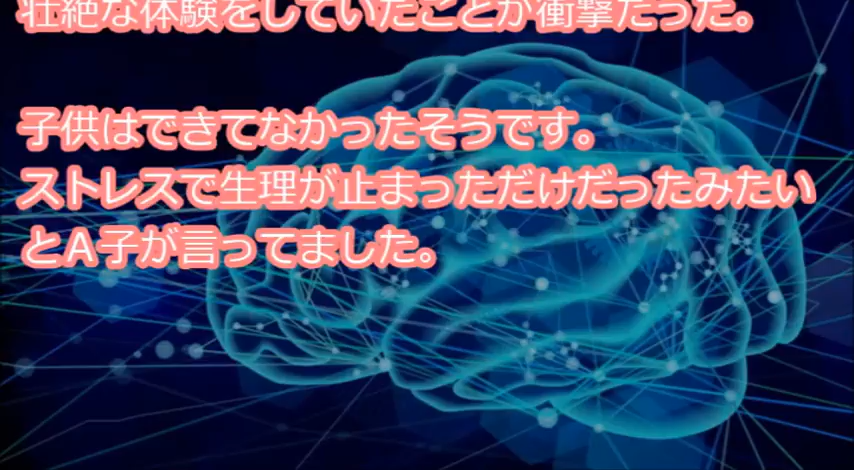 壮絶な体験をしていたことが衝撃だった。
子供はできてなかったそうです。
ストレスで生理が止まっただけだったみたい
とA子が言ってました。